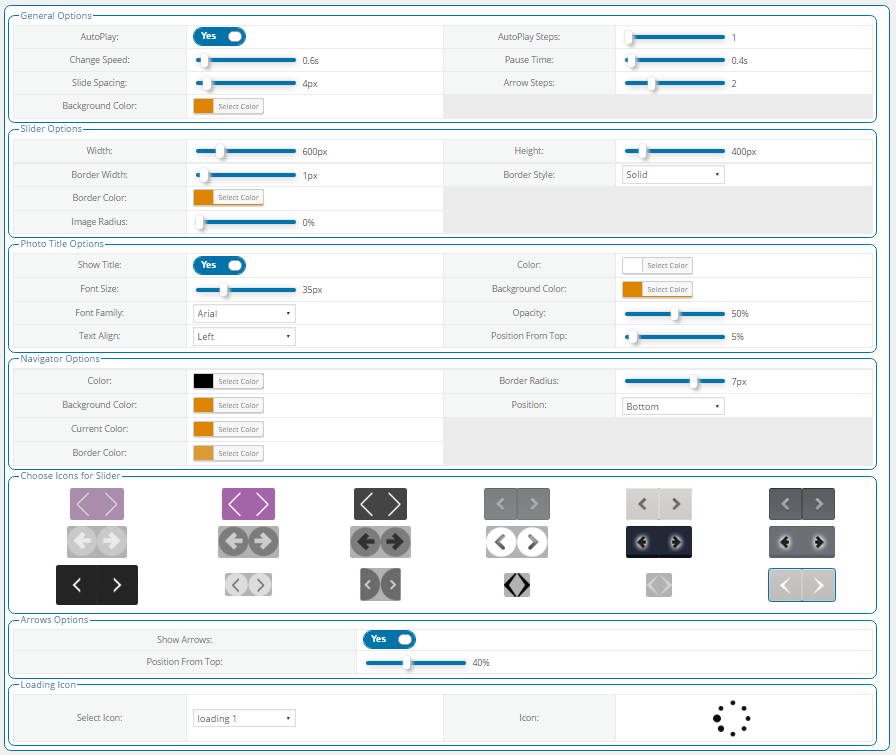 General Options
AutoPlay: Yes AutoPlay Steps: 1
Change Speed: 0.6s Pause Time: 0.4s
Slide Spacing: 4px Arrow Steps: 2
Background Color: Select Color
Slider Options
Width: 600px Height: 400px
Border Width: 1px Border Style: Solid
Border Color: Select Color
Image Radius: 0%
Photo Title Options
Show Title: Yes Color: Select Color
Font Size: 35px Background Color: Select Color
Font Family: Arial Opacity: 50%
Text Align: Left Position From Top: 5%
Navigator Options
Color: Select Color Border Radius: 7px
Background Color: Select Color Position: Bottom
Current Color: Select Color
Border Color: Select Color
Choose Icons for Slider
Arrows Options
Show Arrows: Yes
Position From Top: 40%
Loading Icon
Select Icon: loading 1 Icon: